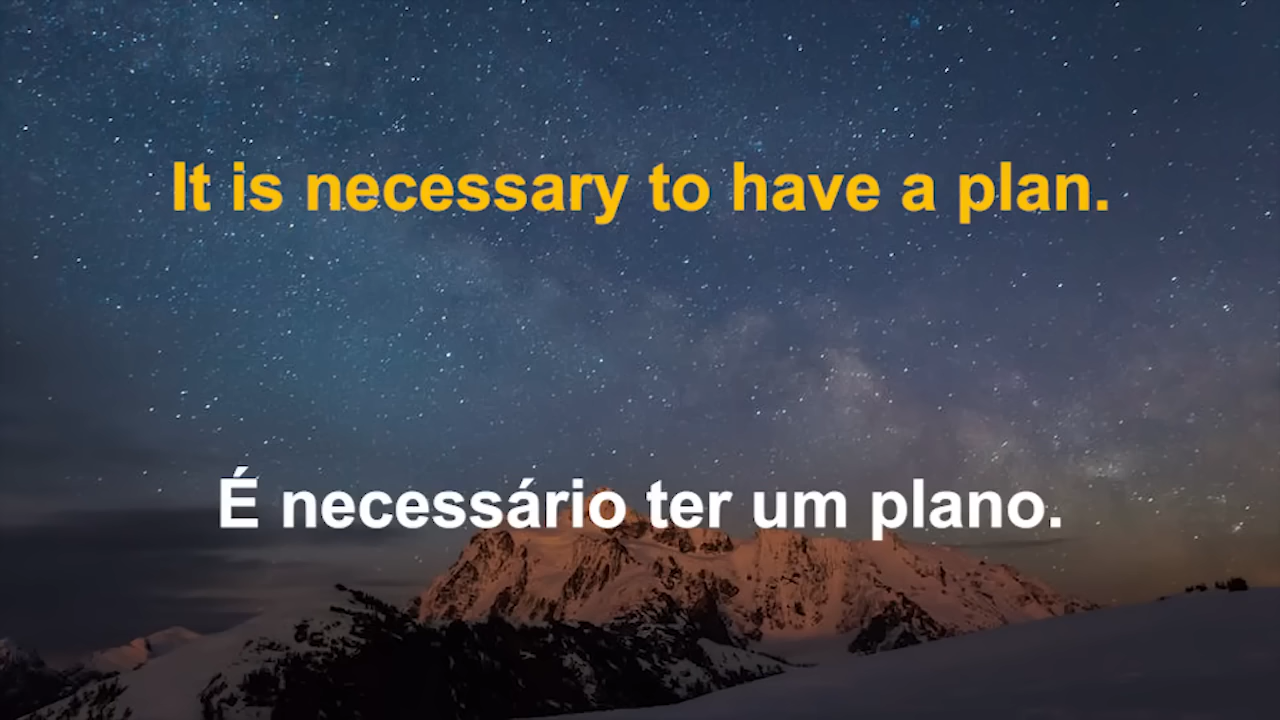 It is necessary to have a plan.
É necessário ter um plano.